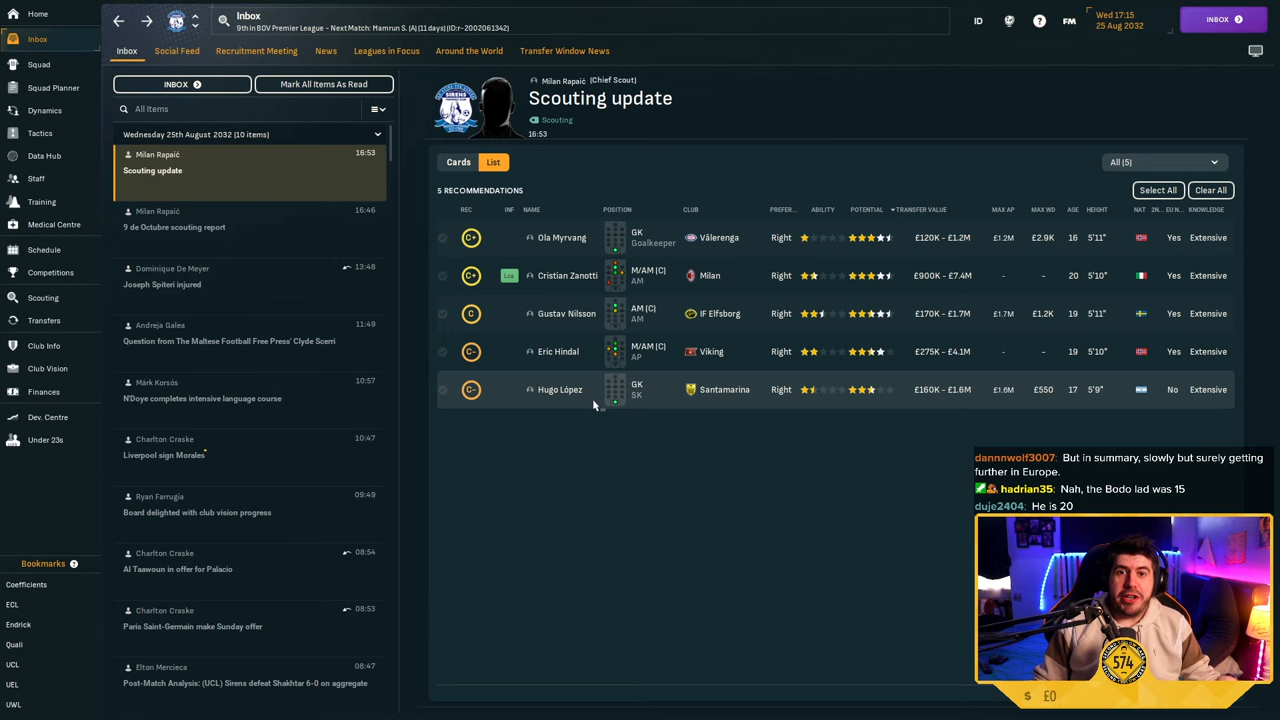 Home
Inbox
Squad
Squad Planner
Dynamics
Tactics
Data Hub
Staff
Training
Medical Centre
Schedule
Competitions
Scouting
Transfers
Club Info
Club Vision
Finances
Dev. Centre
Under 23s
Bookmarks ?
Coefficients
ECL
Endrick
Quali
UCL
UEL
UWL
SIRENS
Inbox
9th in BOV Premier League - Next Match: Mamrun S. (A) (11 days) (ID:r-2002061342)
ID
?
FM
Wed 17:15
25 Aug 2032
INBOX
Inbox Social Feed Recruitment Meeting News Leagues in Focus Around the World Transfer Window News
INBOX
Mark All Items As Read
All Items
Wednesday 25th August 2032 (10 items)
Milan Rapaić 16:53
Scouting update
Milan Rapaić 16:46
9 de Octubre scouting report
Dominique De Meyer 13:48
Joseph Spiteri injured
Andreja Galea 11:49
Question from The Maltese Football Free Press' Clyde Scerri
Márk Korsós 10:57
N'Doye completes intensive language course
Charlton Craske 10:47
Liverpool sign Morales
Ryan Farrugia 09:49
Board delighted with club vision progress
Charlton Craske 08:54
Al Taawoun in offer for Palacio
Charlton Craske 08:53
Paris Saint-Germain make Sunday offer
Elton Mercieca 08:47
Post-Match Analysis: (UCL) Sirens defeat Shakhtar 6-0 on aggregate
SIRENS
Milan Rapaić (Chief Scout)
Scouting update
Scouting
16:53
Cards List All (5)
5 RECOMMENDATIONS Select All Clear All
REC INF NAME POSITION CLUB PREFER... ABILITY POTENTIAL TRANSFER VALUE MAX AP MAX WD AGE HEIGHT NAT 2N... EU N... KNOWLEDGE
C+ Ola Myrvang GK Goalkeeper Vålerenga Right £120K - £1.2M £1.2M £2.9K 16 5'11" Yes Extensive
C+ Loa Cristian Zanotti M/AM (C) AM Milan Right £900K - £7.4M 20 5'10" Yes Extensive
C Gustav Nilsson AM (C) AM IF Elfsborg Right £170K - £1.7M £1.7M £1.2K 19 5'11" Yes Extensive
C- Eric Hindal M/AM (C) AP Viking Right £275K - £4.1M 19 5'10" Yes Extensive
C- Hugo López GK SK Santamarina Right £160K - £1.6M £1.6M £550 17 5'9" No Extensive
dannnwolf3007: But in summary, slowly but surely getting
further in Europe.
hadrian35: Nah, the Bodo lad was 15
duje2404: He is 20
574
$ £0